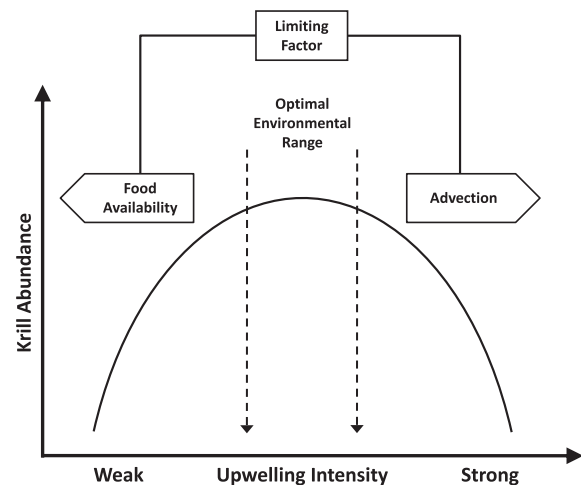 Limiting
Factor
Optimal
Environmental
Range
Food
Availability
Advection
Krill Abundance
Weak
Upwelling Intensity
Strong